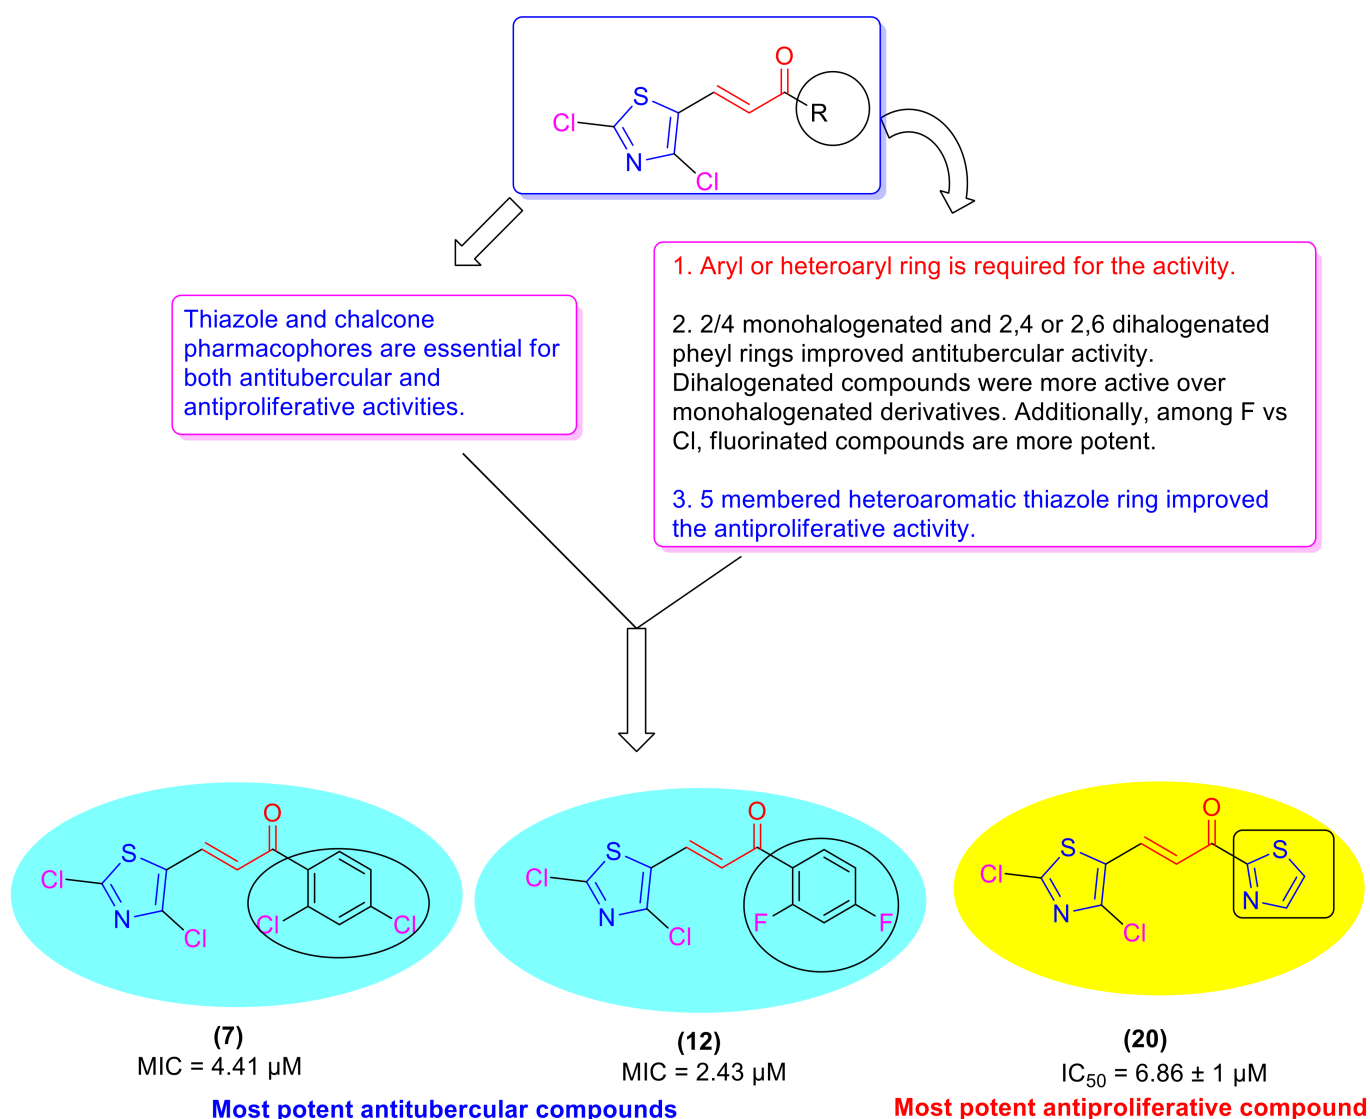 O
S
R
Cl
N
Cl
1. Aryl or heteroaryl ring is required for the activity.
2. 2/4 monohalogenated and 2,4 or 2,6 dihalogenated
pheyl rings improved antitubercular activity.
Dihalogenated compounds were more active over
monohalogenated derivatives. Additionally, among F vs
Cl, fluorinated compounds are more potent.
3. 5 membered heteroaromatic thiazole ring improved
the antiproliferative activity.
Thiazole and chalcone
pharmacophores are essential for
both antitubercular and
antiproliferative activities.
O
S
Cl
N
Cl
Cl
Cl
(7)
MIC = 4.41 µM
O
S
Cl
N
Cl
F
F
(12)
MIC = 2.43 µM
Most potent antitubercular compounds
O
S
S
Cl
N
N
Cl
(20)
IC50 = 6.86 ± 1 µM
Most potent antiproliferative compound